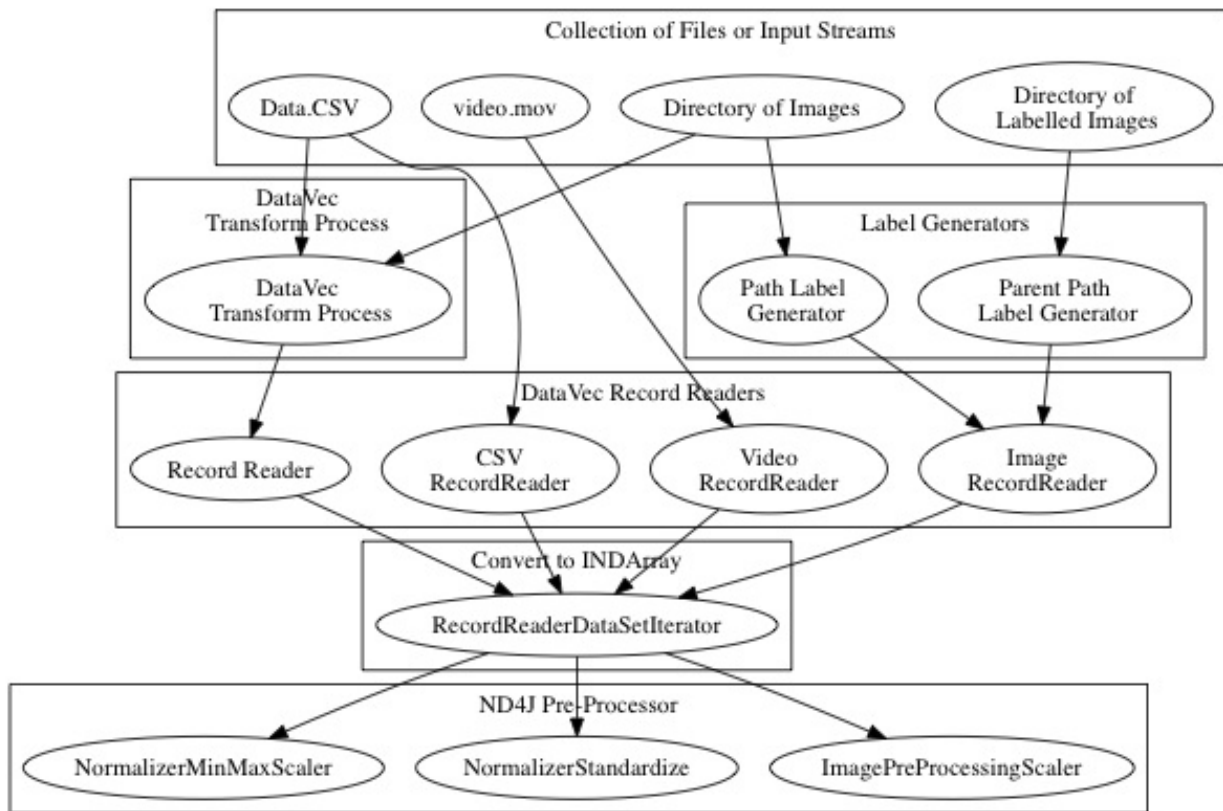 Collection of Files or Input Streams
Data.CSV
video.mov
Directory of Images
Directory of
Labelled Images
DataVec
Transform Process
Label Generators
DataVec
Transform Process
Path Label
Generator
Parent Path
Label Generator
DataVec Record Readers
Record Reader
CSV
RecordReader
Video
RecordReader
Image
RecordReader
Convert to INDArray
RecordReaderDataSetIterator
ND4J Pre-Processor
NormalizerMinMaxScaler
NormalizerStandardize
ImagePreProcessingScaler